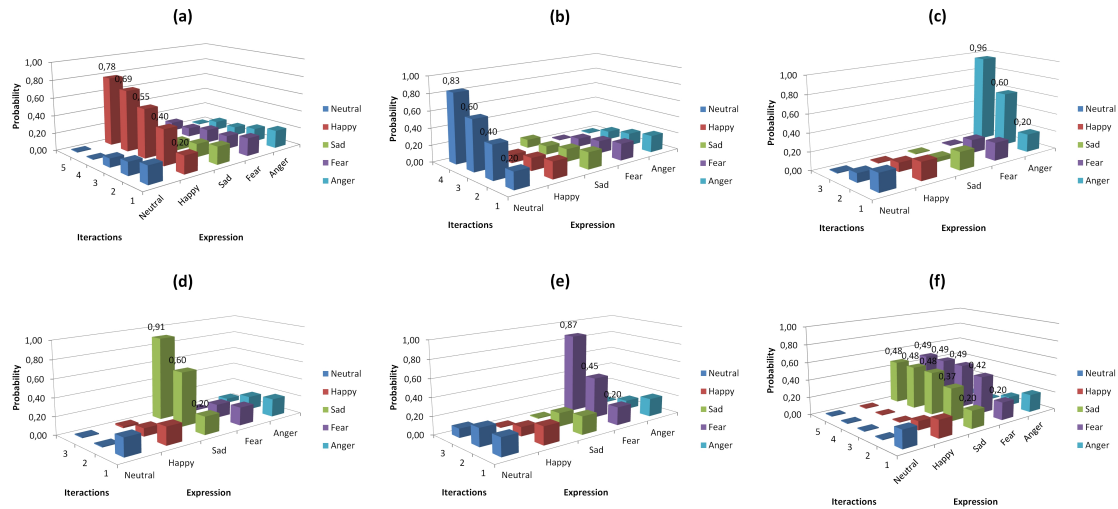 (a)
1,00
0,80
0,60
0,40
0,20
0,00
Probability
0,78
0,69
0,55
0,40
0,20
5
4
3
2
1
Neutral
Happy
Sad
Fear
Anger
Iteractions
Expression
Neutral
Happy
Sad
Fear
Anger
(b)
1,00
0,80
0,60
0,40
0,20
0,00
Probability
0,83
0,60
0,40
0,20
4
3
2
1
Neutral
Happy
Sad
Fear
Anger
Iteractions
Expression
Neutral
Happy
Sad
Fear
Anger
(c)
1,00
0,80
0,60
0,40
0,20
0,00
Probability
0,96
0,60
0,20
3
2
1
Neutral
Happy
Sad
Fear
Anger
Iteractions
Expression
Neutral
Happy
Sad
Fear
Anger
(d)
1,00
0,80
0,60
0,40
0,20
0,00
Probability
0,91
0,60
0,20
3
2
1
Neutral
Happy
Sad
Fear
Anger
Iteractions
Expression
Neutral
Happy
Sad
Fear
Anger
(e)
1,00
0,80
0,60
0,40
0,20
0,00
Probability
0,87
0,45
0,20
3
2
1
Neutral
Happy
Sad
Fear
Anger
Iteractions
Expression
Neutral
Happy
Sad
Fear
Anger
(f)
1,00
0,80
0,60
0,40
0,20
0,00
Probability
0,48
0,48
0,48
0,37
0,20
0,49
0,49
0,49
0,42
0,20
5
4
3
2
1
Neutral
Happy
Sad
Fear
Anger
Iteractions
Expression
Neutral
Happy
Sad
Fear
Anger